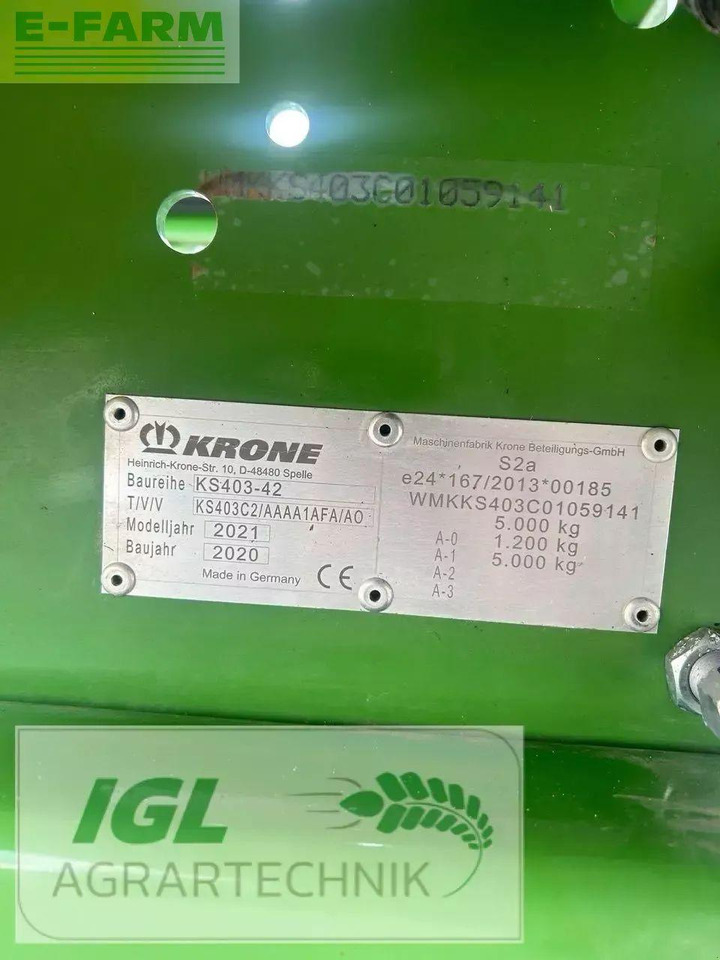 E-FARM
WMKKS403C01059141
KRONE
Heinrich-Krone-Str. 10, D-48480 Spelle
Baureihe KS403-42
T/V/V KS403C2/AAAA1AFA/AO
Modelljahr 2021
Baujahr 2020
Made in Germany CE
Maschinenfabrik Krone Beteiligungs-GmbH
S2a
e24*167/2013*00185
WMKKS403C01059141
5.000 kg
A-0 1.200 kg
A-1 5.000 kg
A-2
A-3
IGL
AGRARTECHNIK